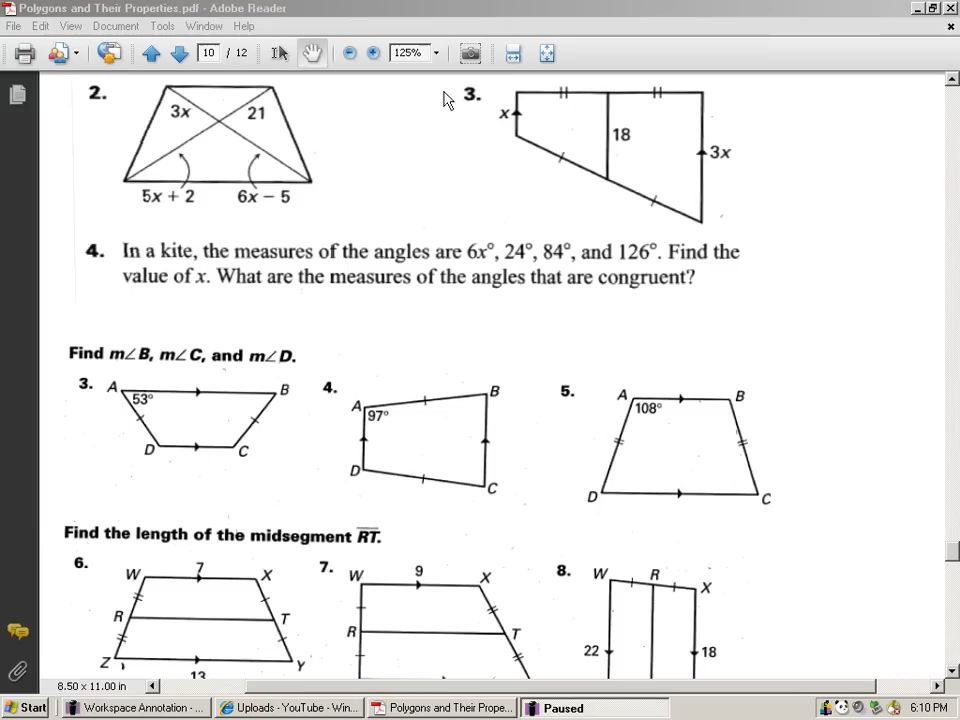 Polygons and Their Properties.pdf - Adobe Reader
File Edit View Document Tools Window Help
10 / 12 125%
2. 3x 21
5x + 2 6x − 5
3. x 18 3x
4. In a kite, the measures of the angles are 6x°, 24°, 84°, and 126°. Find the
value of x. What are the measures of the angles that are congruent?
Find m∠B, m∠C, and m∠D.
3. A B 53° D C
4. A B 97° D C
5. A B 108° D C
Find the length of the midsegment RT.
6. W 7 X R T Z Y 13
7. W 9 X R T
8. W R X 22 18
8.50 x 11.00 in
Start Workspace Annotation -... Uploads - YouTube - Win... Polygons and Their Prope... Paused 6:10 PM